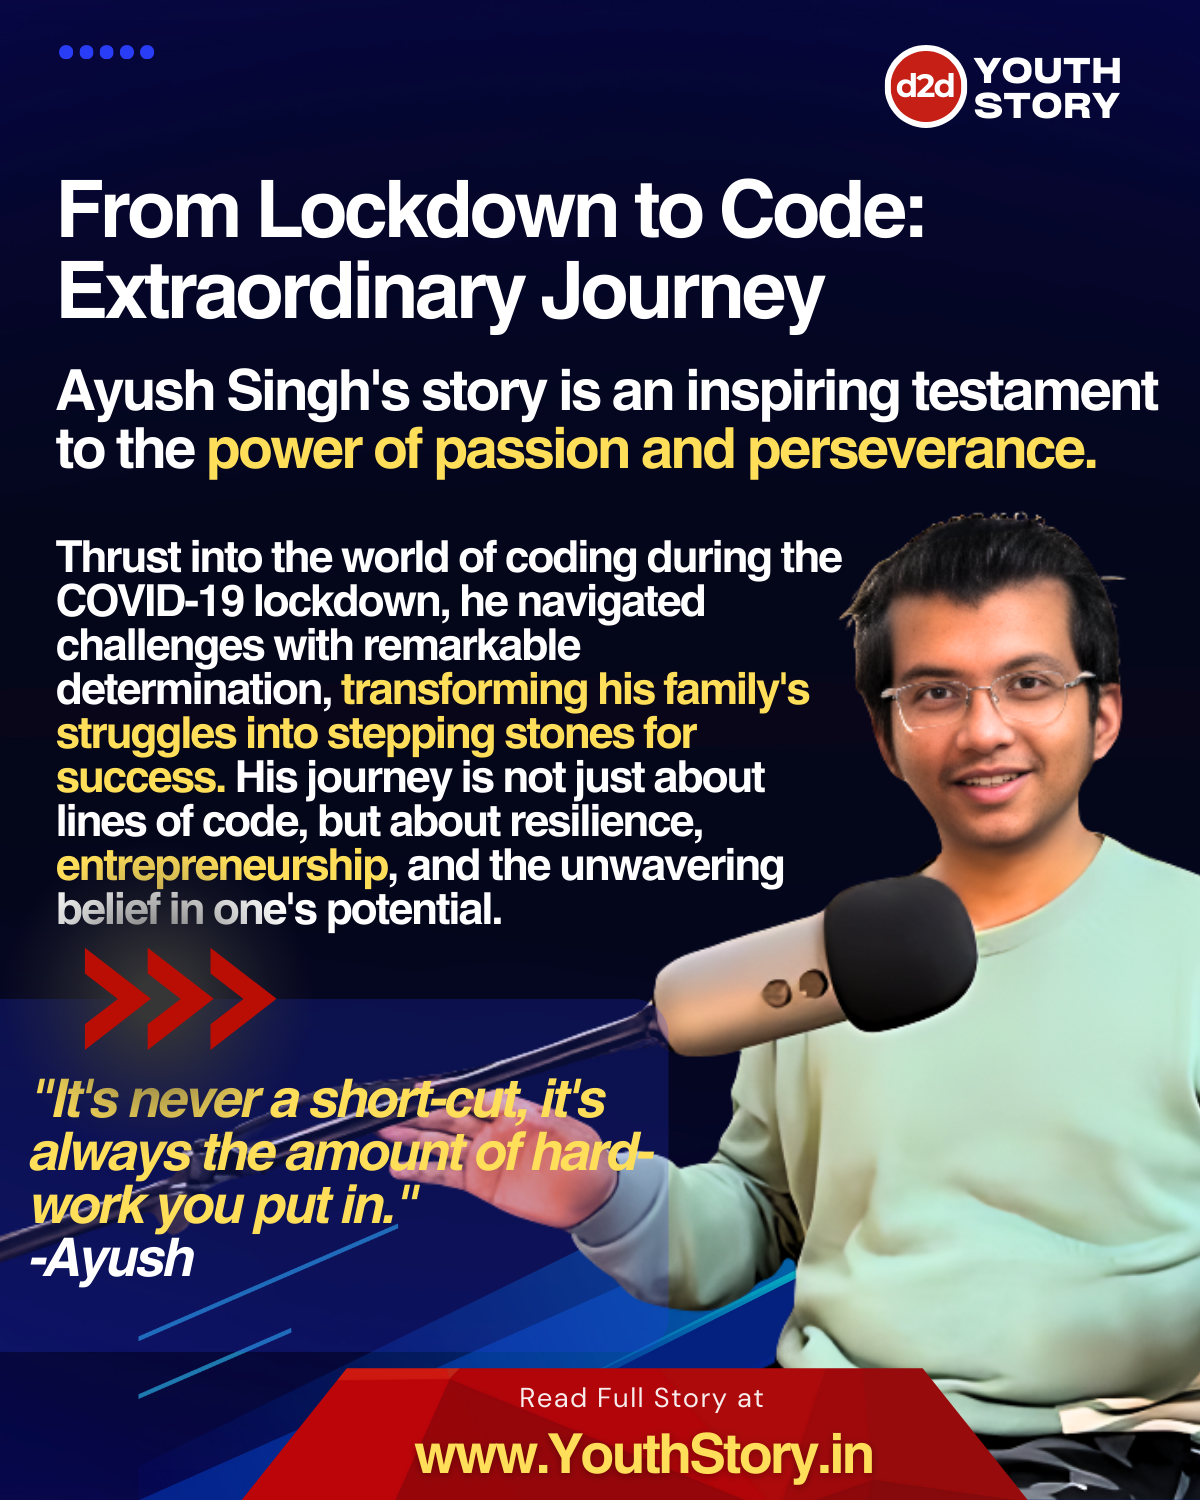 d2d YOUTH
STORY
From Lockdown to Code:
Extraordinary Journey
Ayush Singh's story is an inspiring testament
to the power of passion and perseverance.
Thrust into the world of coding during the
COVID-19 lockdown, he navigated
challenges with remarkable
determination, transforming his family's
struggles into stepping stones for
success. His journey is not just about
lines of code, but about resilience,
entrepreneurship, and the unwavering
belief in one's potential.
"It's never a short-cut, it's
always the amount of hard-
work you put in."
-Ayush
Read Full Story at
www.YouthStory.in